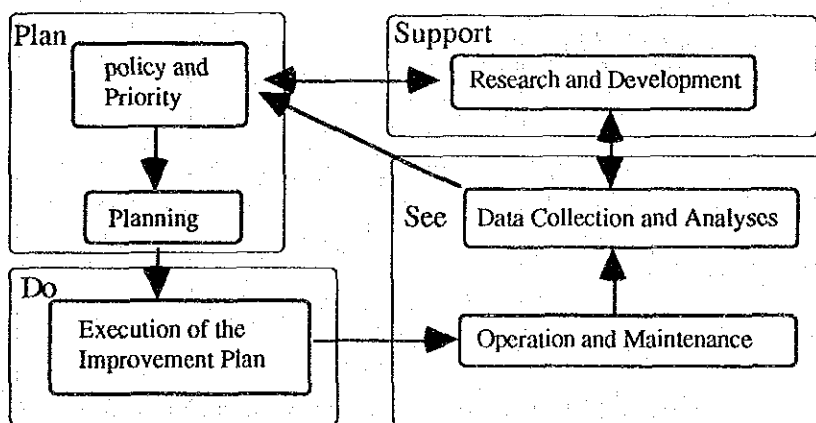 Plan
policy and
Priority
Planning
Support
Research and Development
See
Data Collection and Analyses
Operation and Maintenance
Do
Execution of the
Improvement Plan